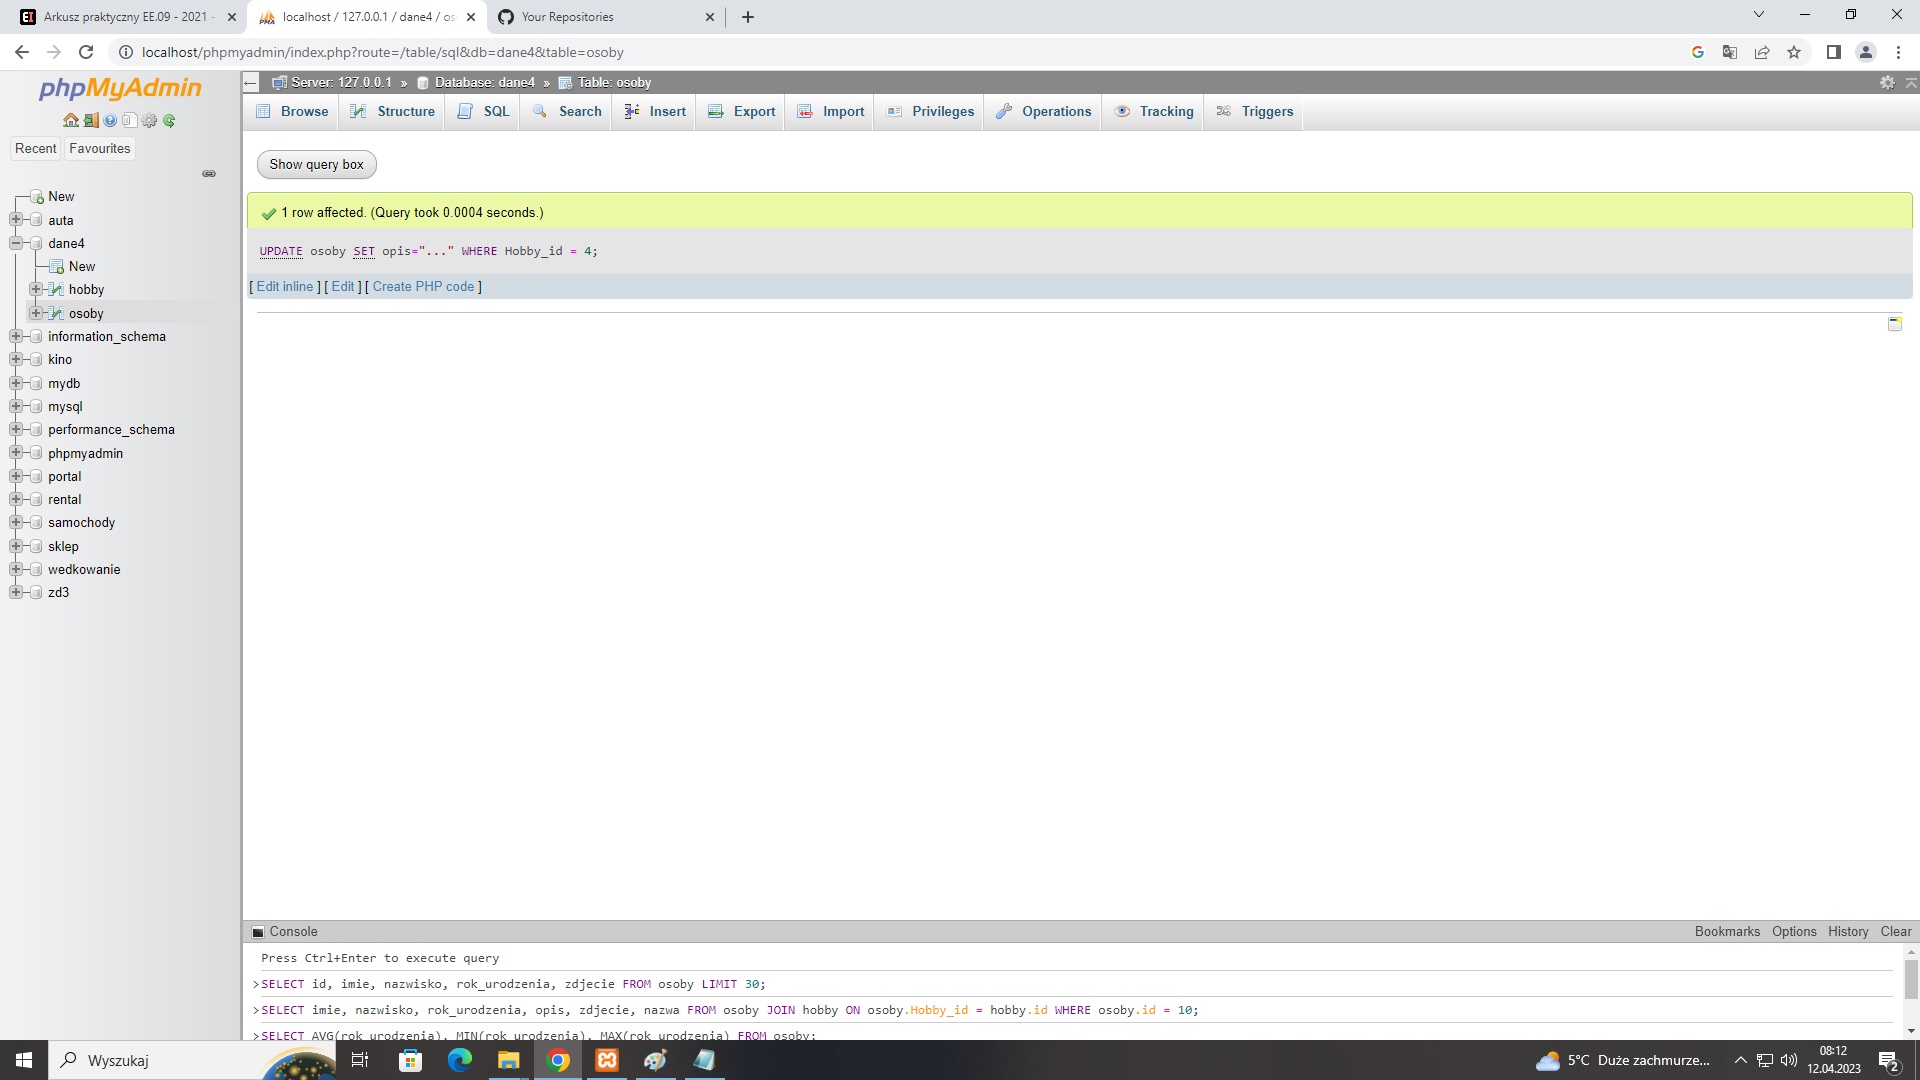 Arkusz praktyczny EE.09 - 2021 -
localhost / 127.0.0.1 / dane4 / os
Your Repositories
localhost/phpmyadmin/index.php?route=/table/sql&db=dane4&table=osoby
phpMyAdmin
Server: 127.0.0.1 » Database: dane4 » Table: osoby
Browse Structure SQL Search Insert Export Import Privileges Operations Tracking Triggers
Recent Favourites
Show query box
New
auta
dane4
New
hobby
osoby
information_schema
kino
mydb
mysql
performance_schema
phpmyadmin
portal
rental
samochody
sklep
wedkowanie
zd3
1 row affected. (Query took 0.0004 seconds.)
UPDATE osoby SET opis="..." WHERE Hobby_id = 4;
[ Edit inline ] [ Edit ] [ Create PHP code ]
Console
Bookmarks Options History Clear
Press Ctrl+Enter to execute query
>SELECT id, imie, nazwisko, rok_urodzenia, zdjecie FROM osoby LIMIT 30;
>SELECT imie, nazwisko, rok_urodzenia, opis, zdjecie, nazwa FROM osoby JOIN hobby ON osoby.Hobby_id = hobby.id WHERE osoby.id = 10;
>SELECT AVG(rok_urodzenia), MIN(rok_urodzenia), MAX(rok_urodzenia) FROM osoby;
Wyszukaj
5°C Duże zachmurze...
08:12
12.04.2023
2